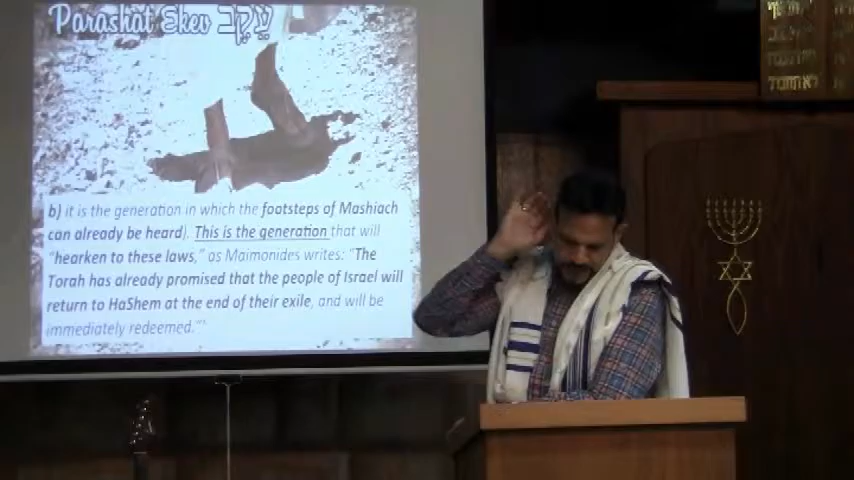 Parashat Ekev עֵקֶב
b) it is the generation in which the footsteps of Mashiach
can already be heard). This is the generation that will
"hearken to these laws," as Maimonides writes: "The
Torah has already promised that the people of Israel will
return to HaShem at the end of their exile, and will be
immediately redeemed."'